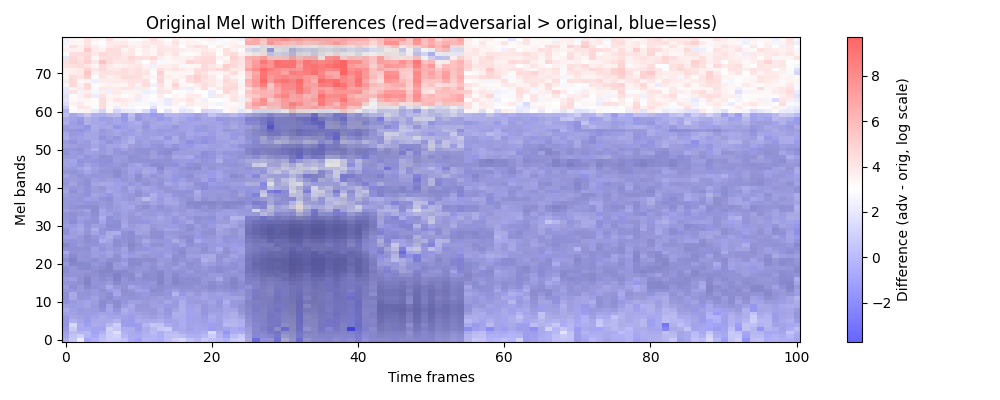 Original Mel with Differences (red=adversarial > original, blue=less)
Mel bands
70
60
50
40
30
20
10
0
0 20 40 60 80 100
Time frames
8
6
4
2
0
−2
Difference (adv - orig, log scale)